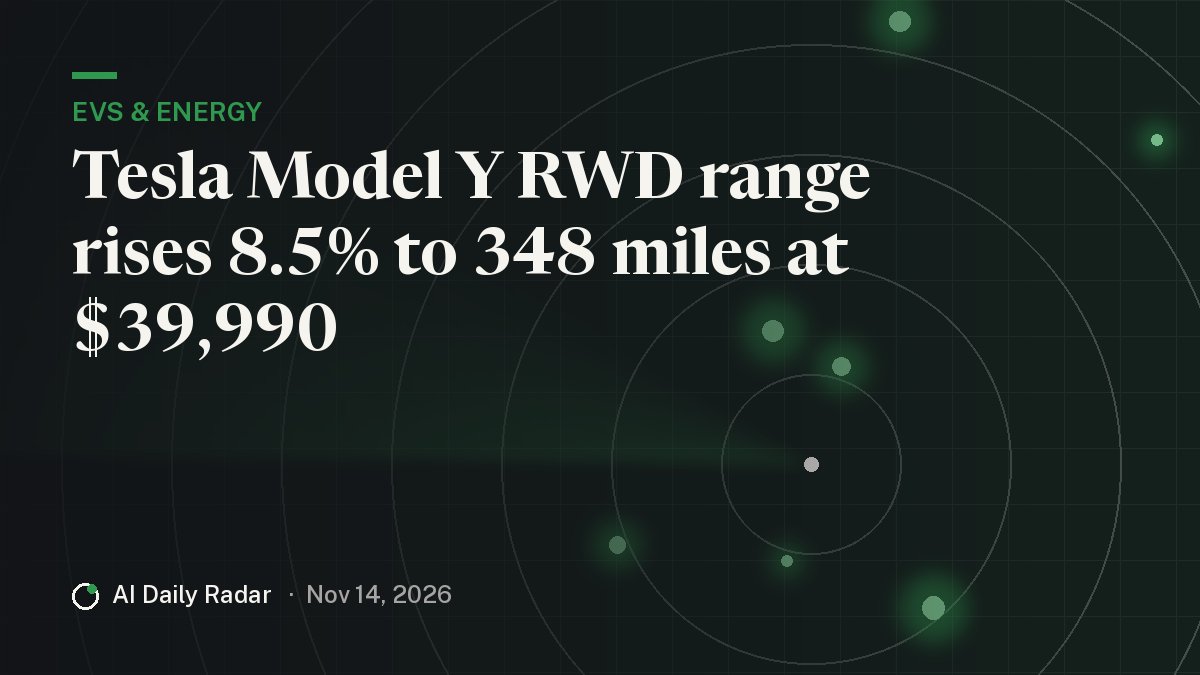 EVS & ENERGY
Tesla Model Y RWD range
rises 8.5% to 348 miles at
$39,990
AI Daily Radar · Nov 14, 2026